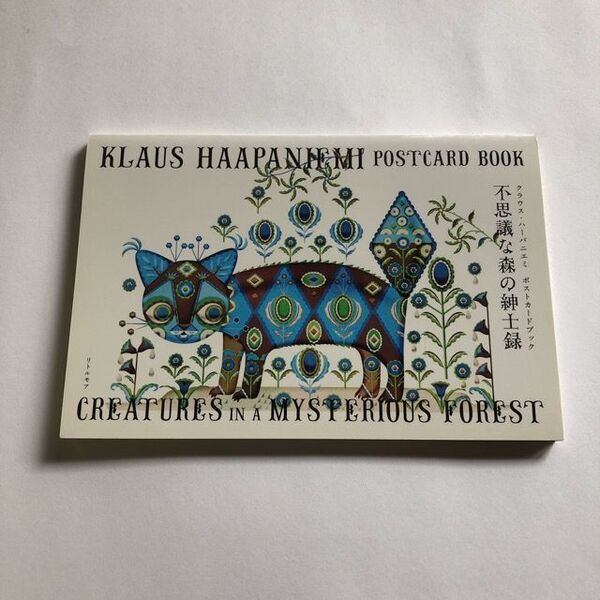 KLAUS HAAPANIEMI POSTCARD BOOK
クラウス・ハーパニエミ ポストカードブック
不思議な森の紳士録
リトルモア
CREATURES IN A MYSTERIOUS FOREST